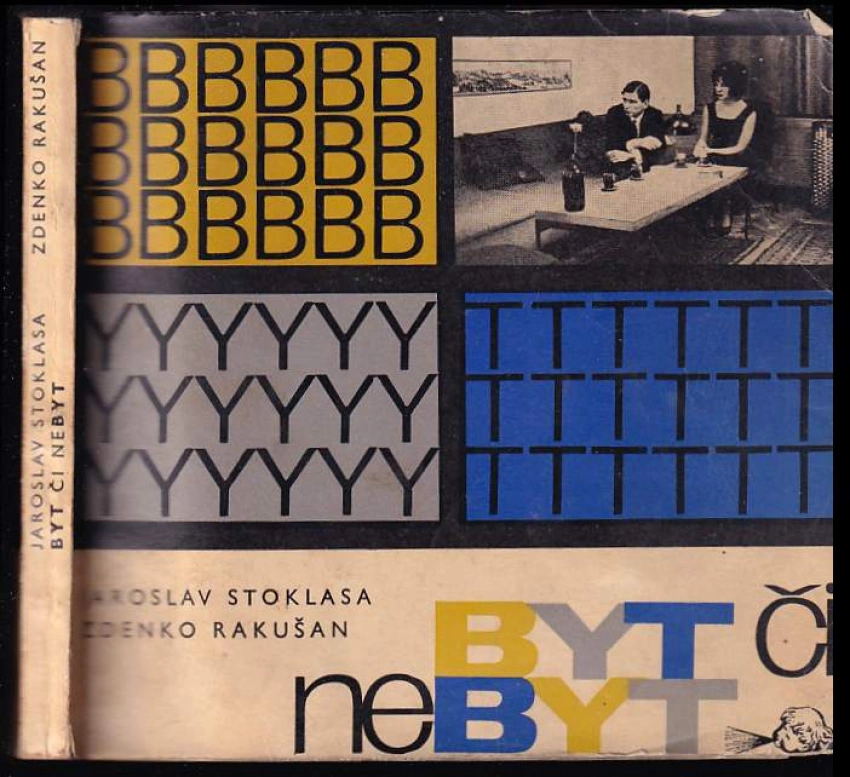 JAROSLAV STOKLASA ZDENKO RAKUŠAN
BYT ČI NEBYT
BBBBBB
BBBBBB
BBBBBB
YYYYYY
YYYYYY
YYYYYY
TTTTTT
TTTTTT
TTTTTT
JAROSLAV STOKLASA
ZDENKO RAKUŠAN
BYT či
neBYT